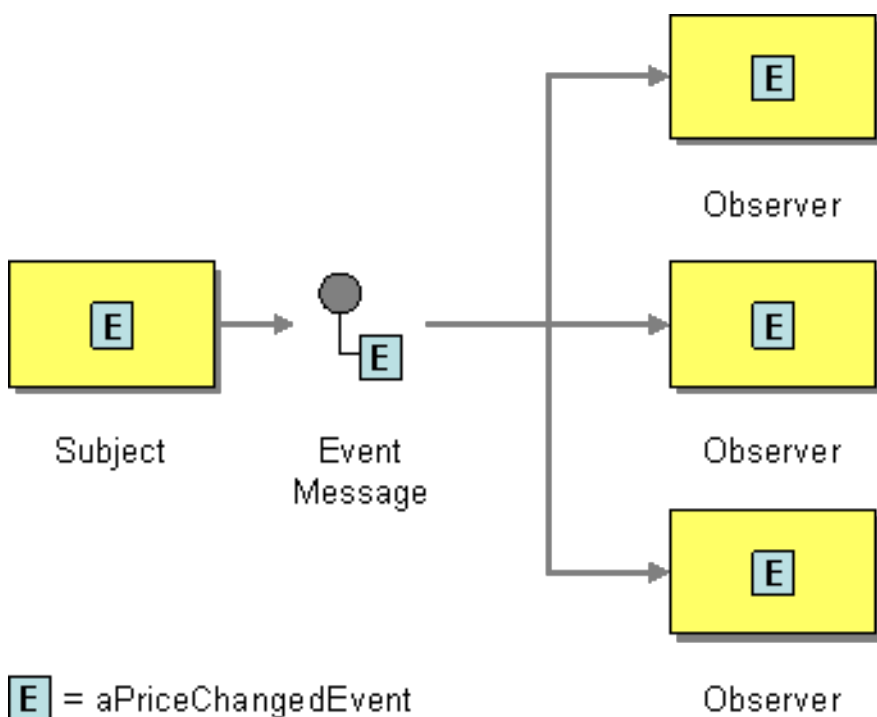 E
Observer
E
E
E
Subject
Event
Message
Observer
E
E = aPriceChangedEvent
Observer